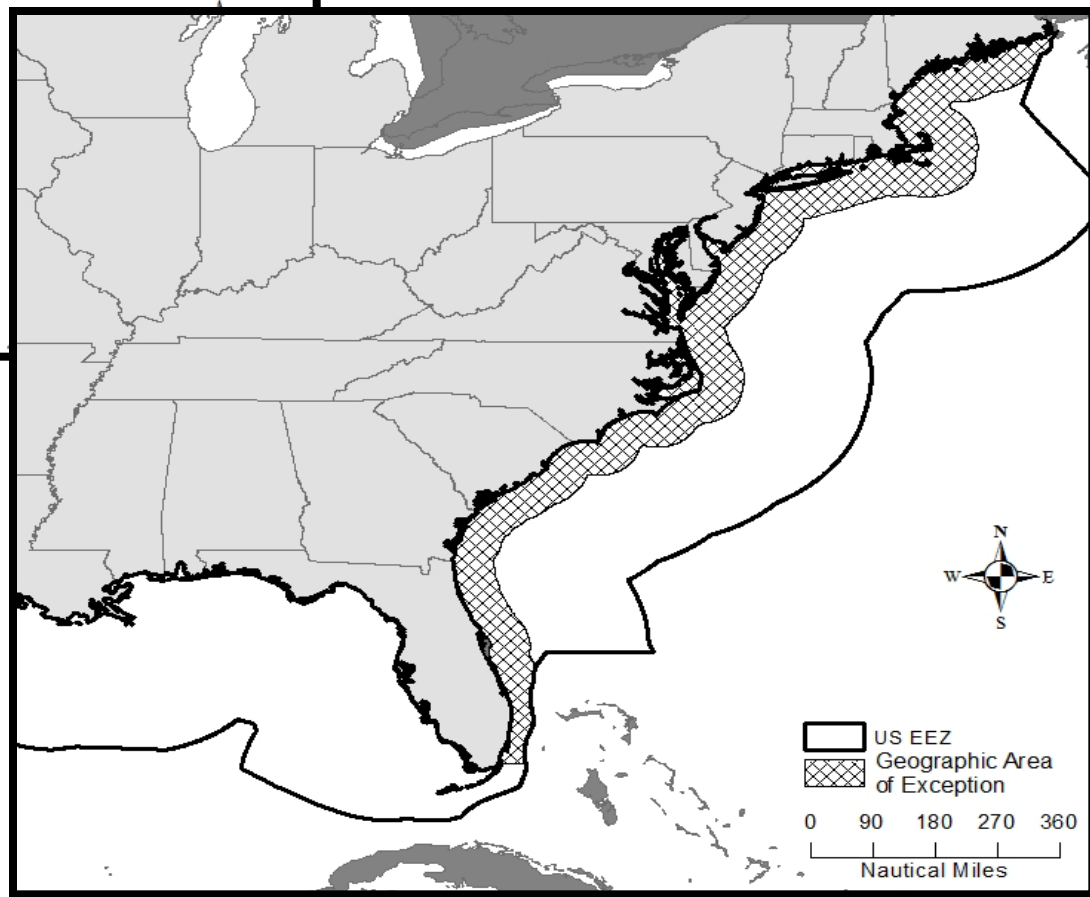 N
W E
S
US EEZ
Geographic Area
of Exception
0 90 180 270 360
Nautical Miles